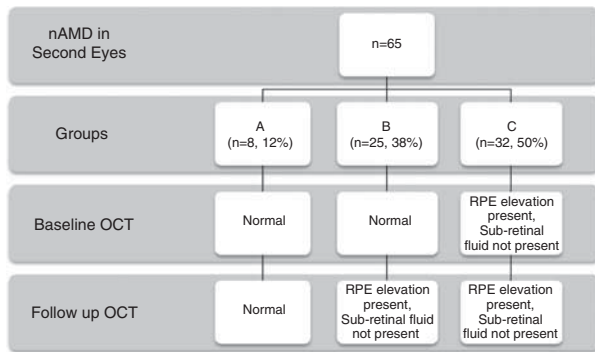 nAMD in
Second Eyes
n=65
Groups
A
(n=8, 12%)
B
(n=25, 38%)
C
(n=32, 50%)
Baseline OCT
Normal
Normal
RPE elevation
present,
Sub-retinal
fluid not present
Follow up OCT
Normal
RPE elevation
present,
Sub-retinal fluid
not present
RPE elevation
present,
Sub-retinal
fluid not present